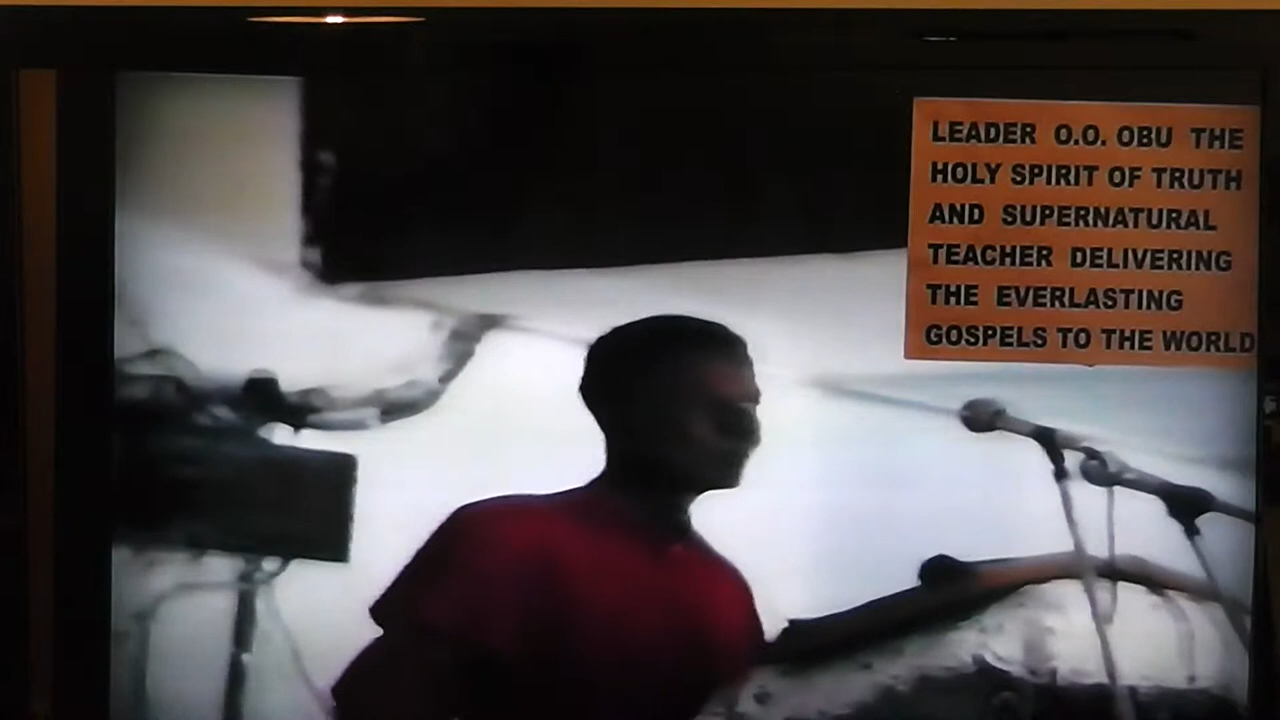 LEADER O.O. OBU THE
HOLY SPIRIT OF TRUTH
AND SUPERNATURAL
TEACHER DELIVERING
THE EVERLASTING
GOSPELS TO THE WORLD